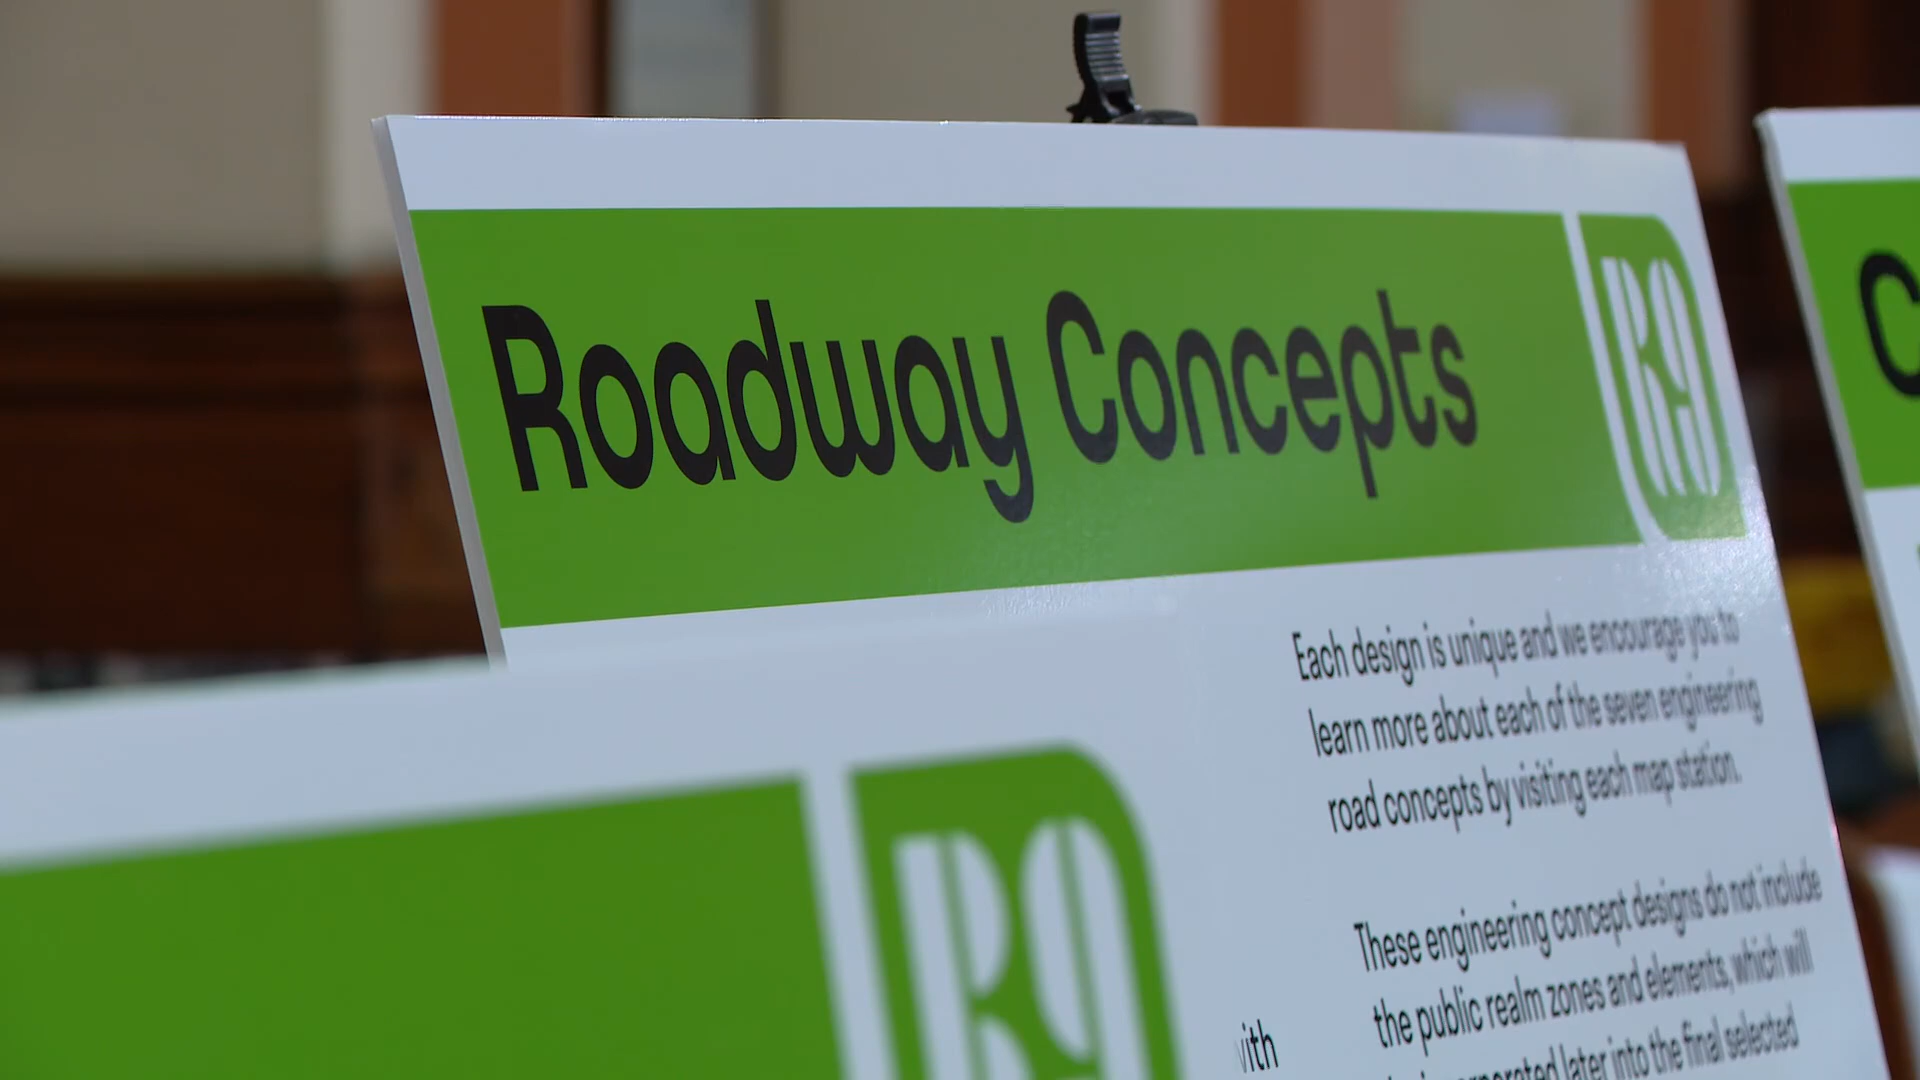 Roadway Concepts
C
Each design is unique and we encourage you to
learn more about each of the seven engineering
road concepts by visiting each map station.
These engineering concept designs do not include
the public realm zones and elements, which will
later into the final selected
with